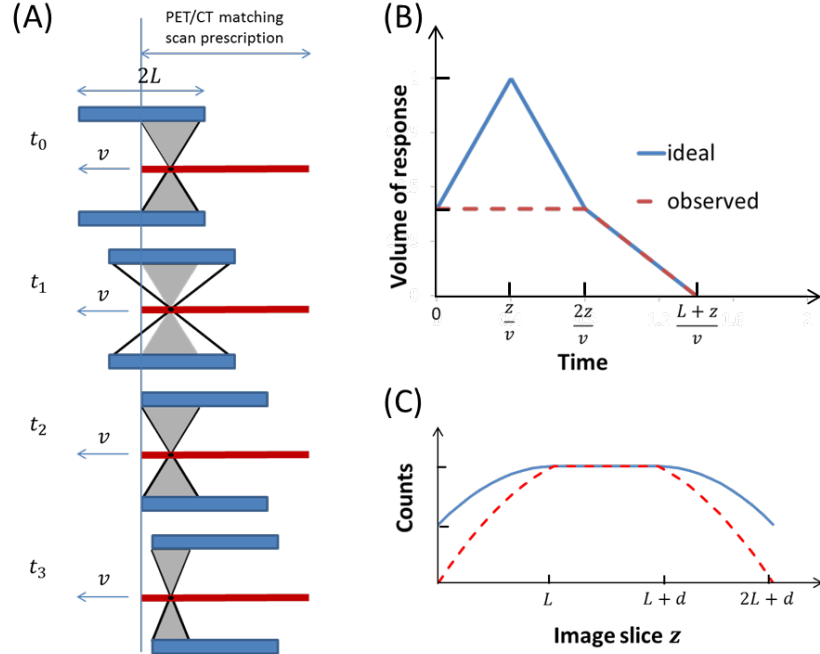 (A)
PET/CT matching
scan prescription
2L
t₀
v
t₁
v
t₂
v
t₃
v
(B)
Volume of response
ideal
observed
0
z/v
2z/v
L + z/v
Time
(C)
Counts
L
L + d
2L + d
Image slice z